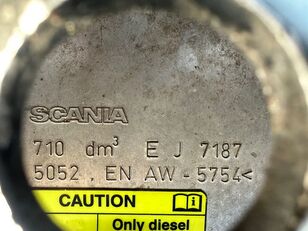 SCANIA
710 dm³ E J 7187
5052 . EN AW - 5754<
CAUTION
Only diesel